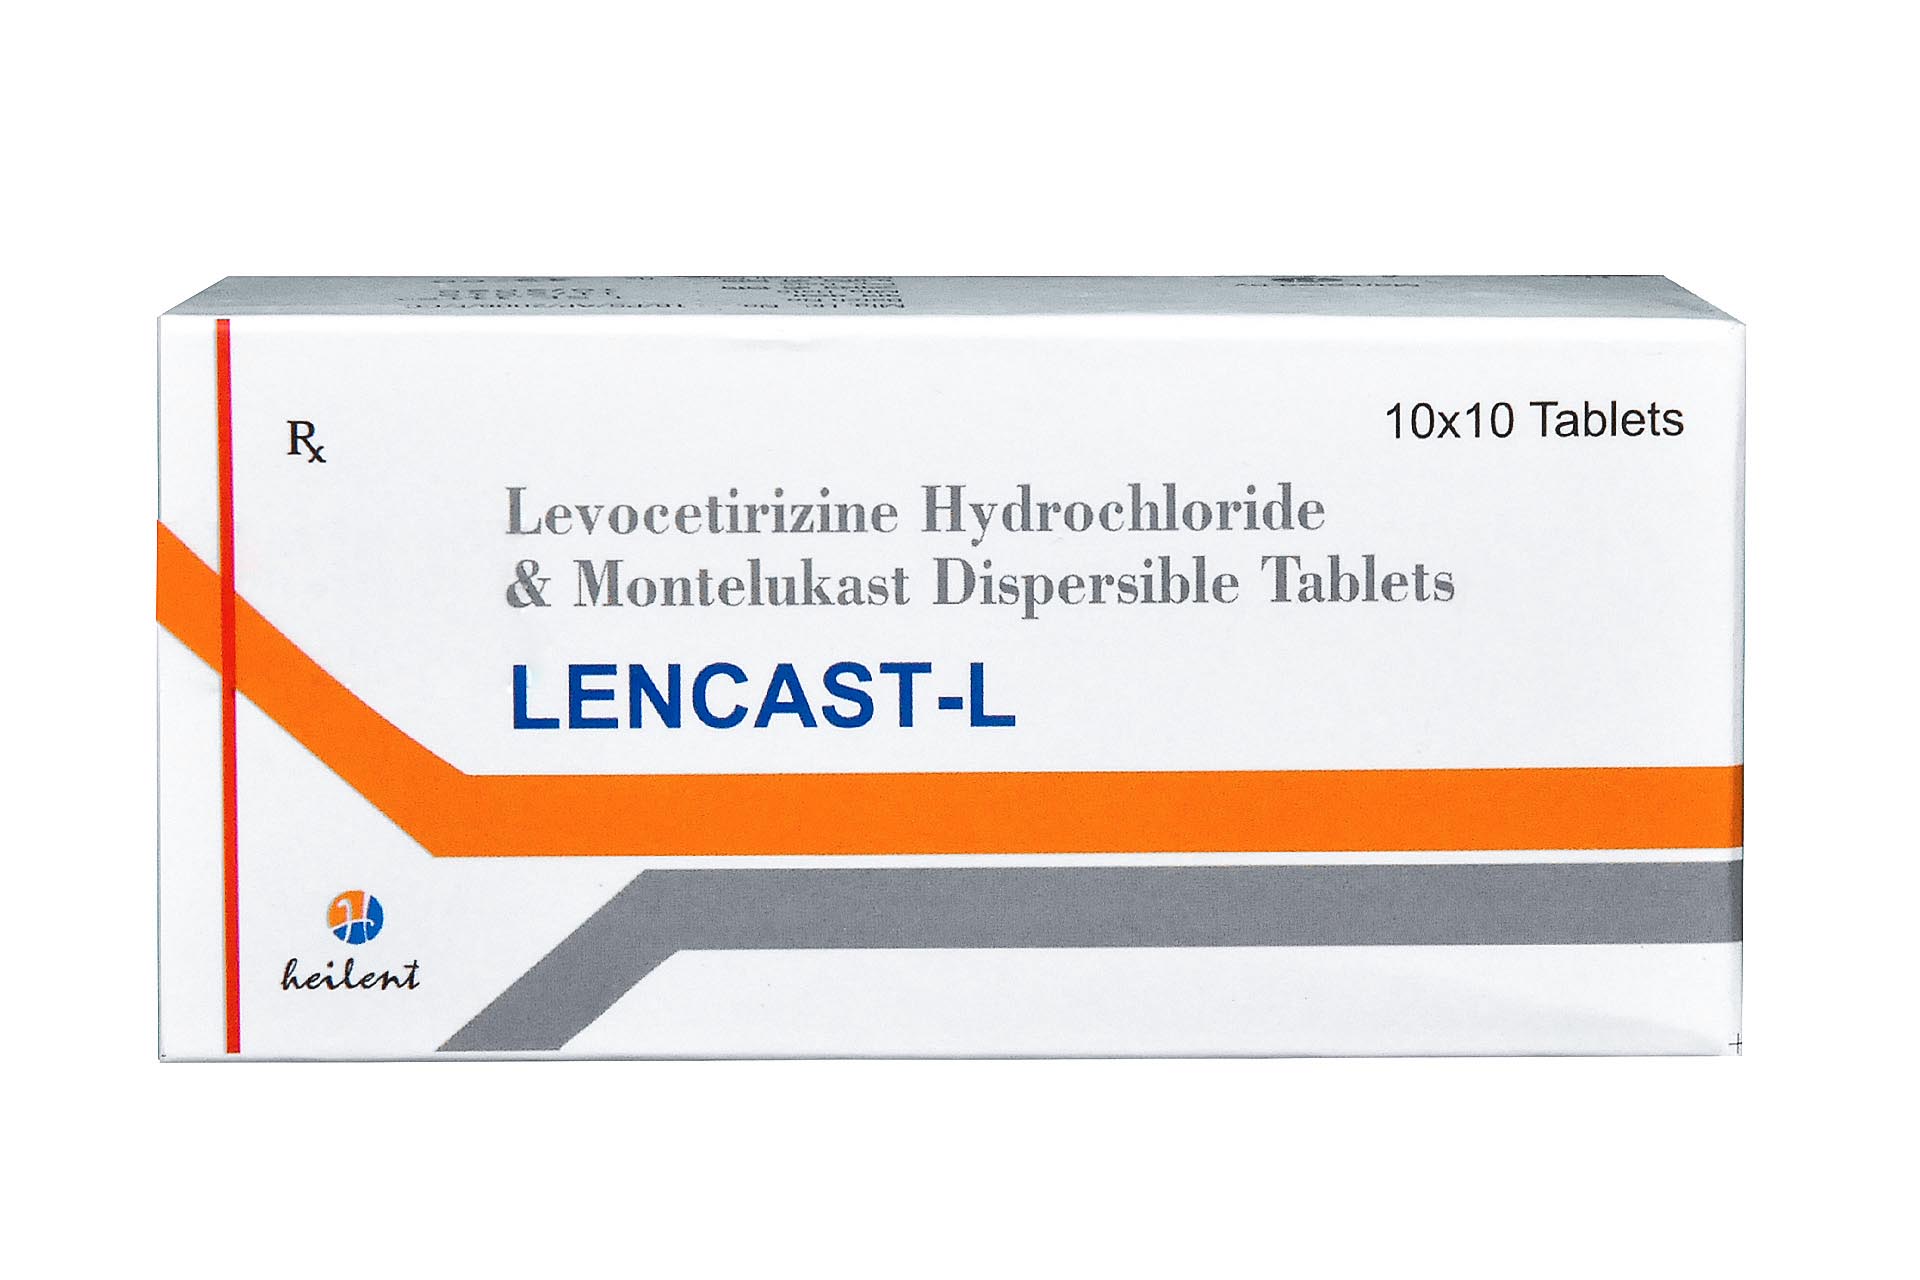 Rx
10x10 Tablets
Levocetirizine Hydrochloride
& Montelukast Dispersible Tablets
LENCAST-L
H
heilent